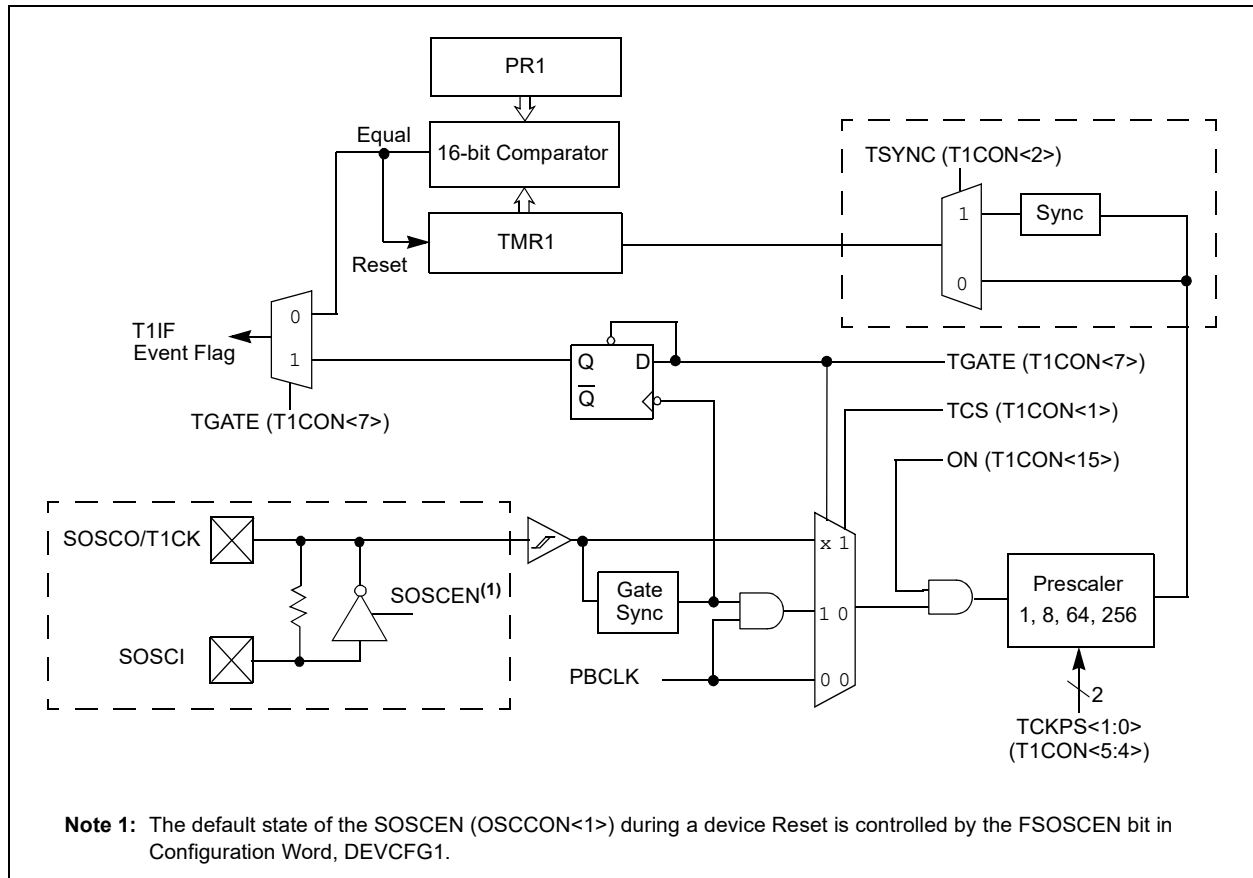 PR1
Equal
16-bit Comparator
TSYNC (T1CON<2>)
1
Sync
TMR1
Reset
0
0
T1IF
Event Flag
1
Q
D
TGATE (T1CON<7>)
Q
TGATE (T1CON<7>)
TCS (T1CON<1>)
ON (T1CON<15>)
SOSCO/T1CK
x 1
SOSCEN(1)
Gate
Sync
Prescaler
1, 8, 64, 256
1 0
SOSCI
PBCLK
0 0
2
TCKPS<1:0>
(T1CON<5:4>)
Note 1: The default state of the SOSCEN (OSCCON<1>) during a device Reset is controlled by the FSOSCEN bit in
Configuration Word, DEVCFG1.